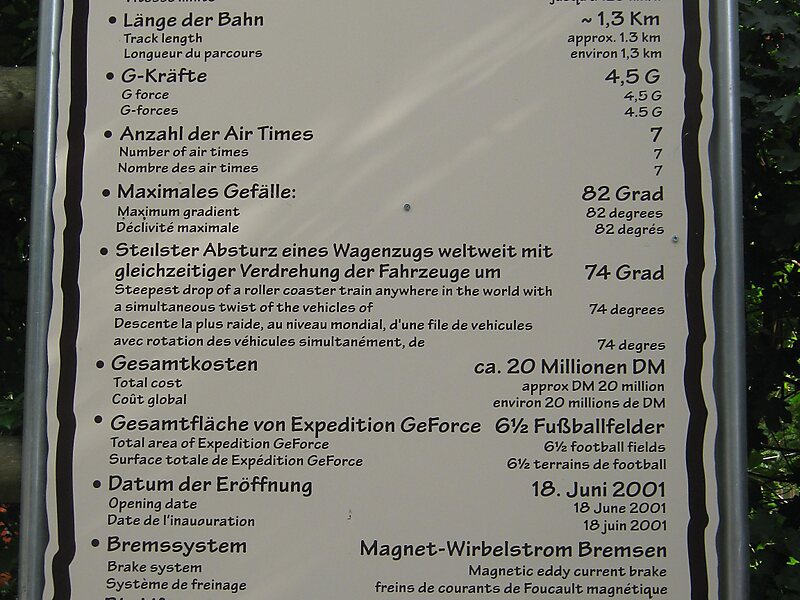 • Länge der Bahn ~ 1,3 Km
Track length approx. 1.3 km
Longueur du parcours environ 1,3 km
• G-Kräfte 4,5 G
G force 4,5 G
G-forces 4.5 G
• Anzahl der Air Times 7
Number of air times 7
Nombre des air times 7
• Maximales Gefälle: 82 Grad
Maximum gradient 82 degrees
Déclivité maximale 82 degrés
• Steilster Absturz eines Wagenzugs weltweit mit
gleichzeitiger Verdrehung der Fahrzeuge um 74 Grad
Steepest drop of a roller coaster train anywhere in the world with
a simultaneous twist of the vehicles of 74 degrees
Descente la plus raide, au niveau mondial, d'une file de vehicules
avec rotation des véhicules simultanément, de 74 degres
• Gesamtkosten ca. 20 Millionen DM
Total cost approx DM 20 million
Coût global environ 20 millions de DM
• Gesamtfläche von Expedition GeForce 6½ Fußballfelder
Total area of Expedition GeForce 6½ football fields
Surface totale de Expédition GeForce 6½ terrains de football
• Datum der Eröffnung 18. Juni 2001
Opening date 18 June 2001
Date de l'inauguration 18 juin 2001
• Bremssystem Magnet-Wirbelstrom Bremsen
Brake system Magnetic eddy current brake
Système de freinage freins de courants de Foucault magnétique